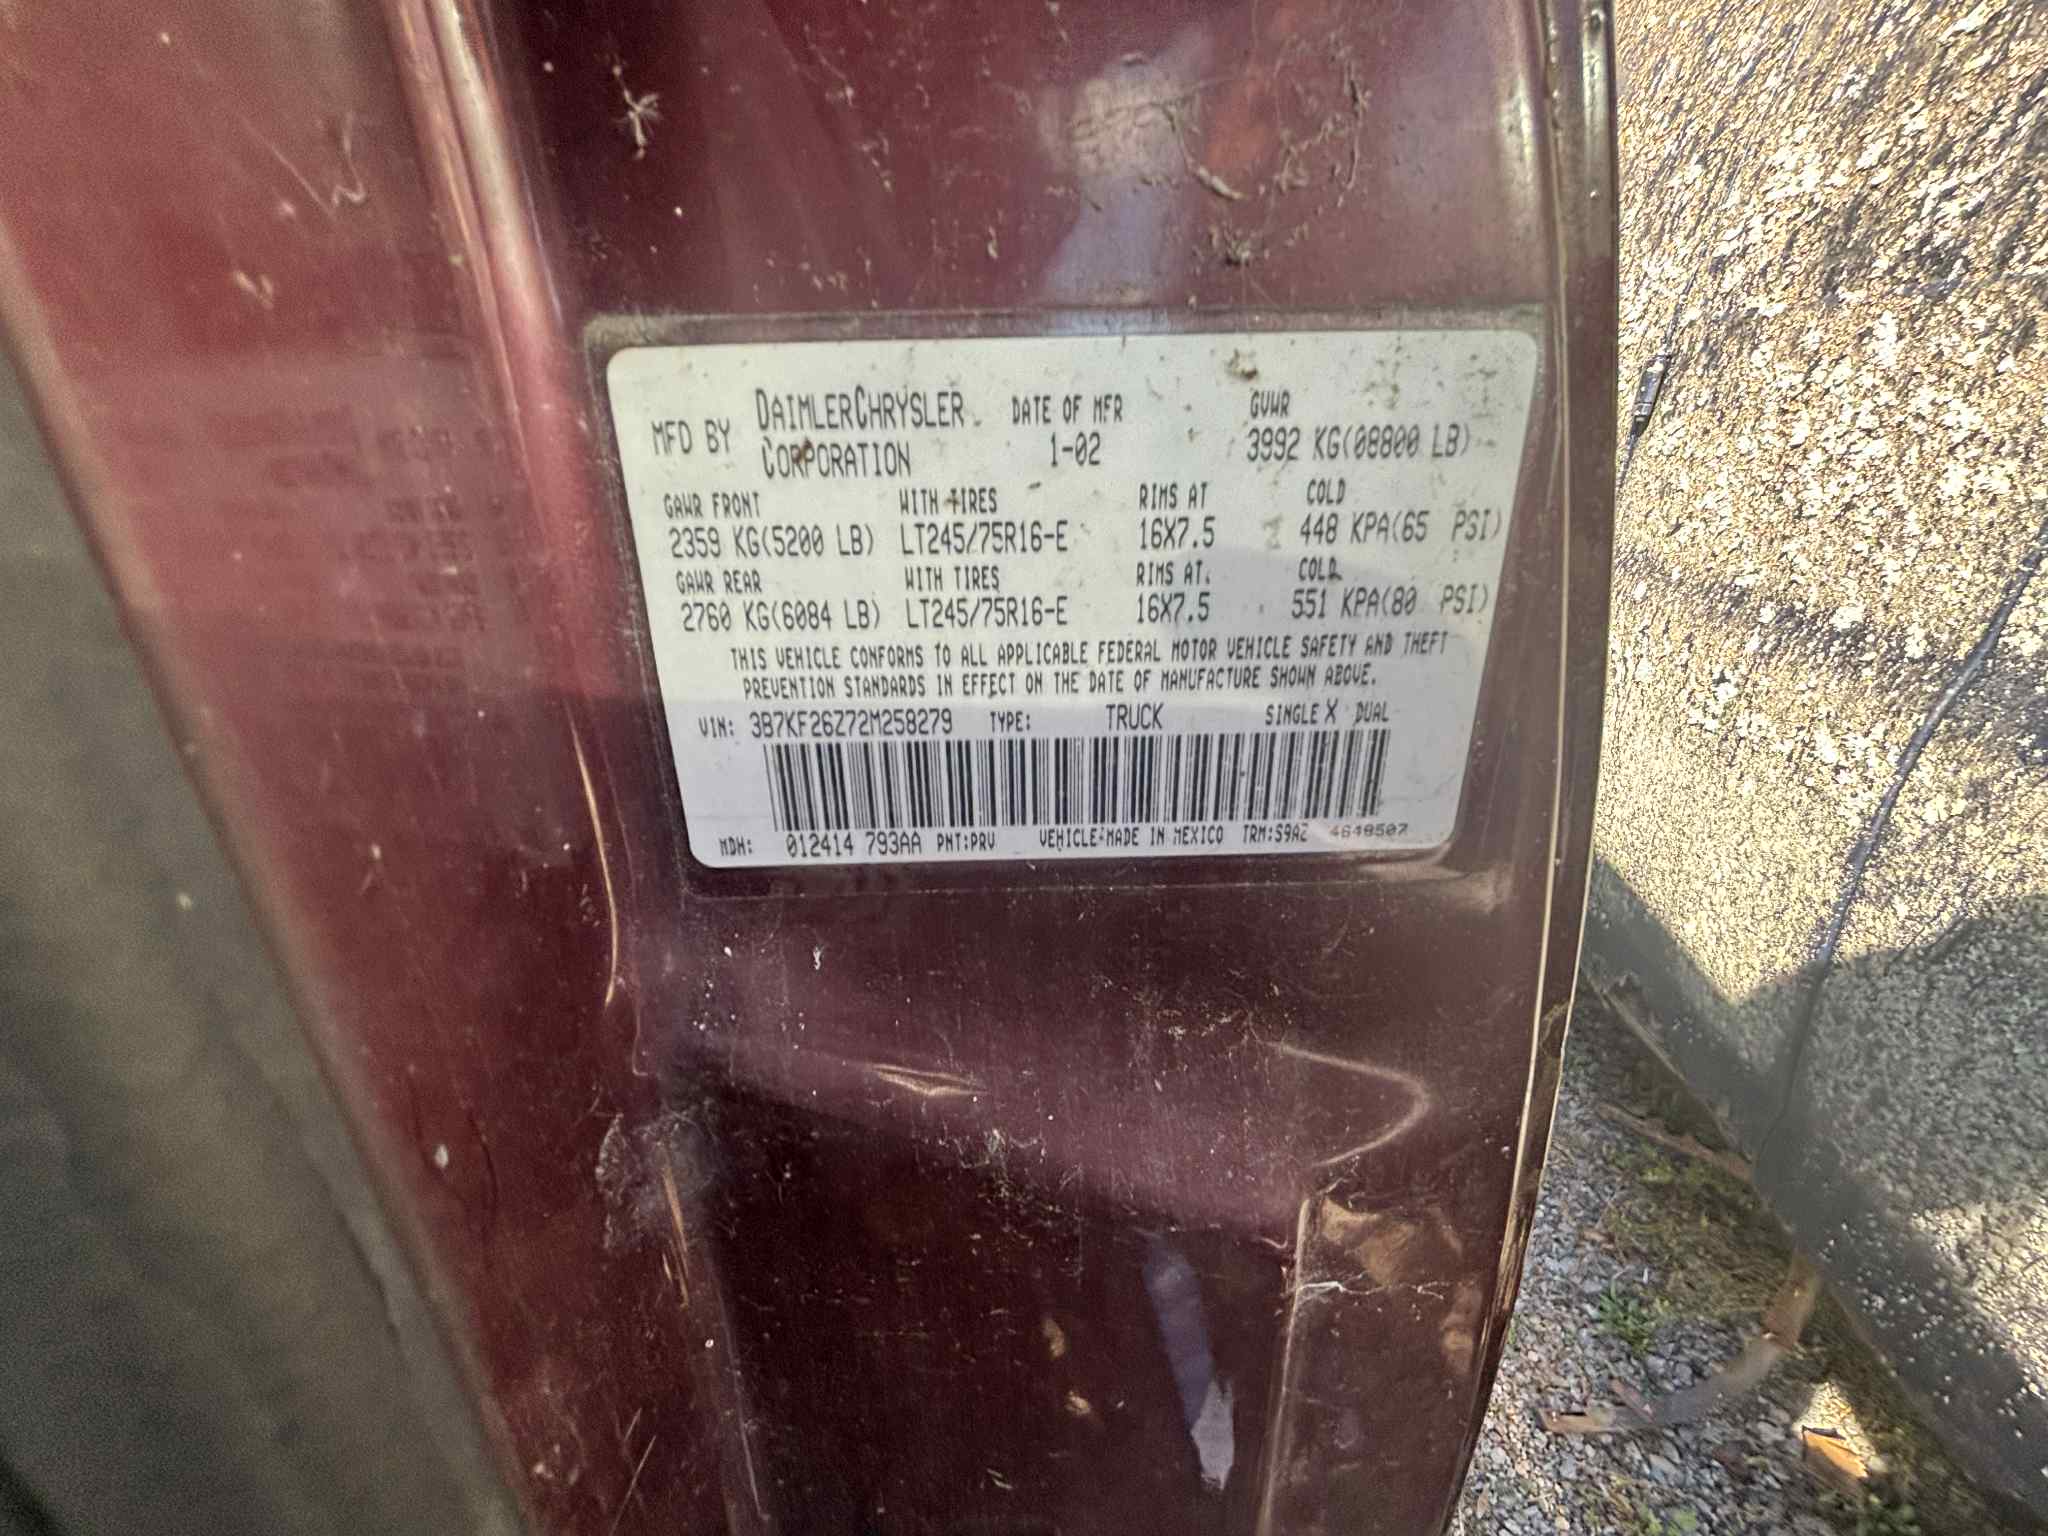 MFD BY DAIMLERCHRYSLER CORPORATION
DATE OF MFR 1-02
GVWR 3992 KG(08800 LB)
GAWR FRONT WITH TIRES RIMS AT COLD
2359 KG(5200 LB) LT245/75R16-E 16X7.5 448 KPA(65 PSI)
GAWR REAR WITH TIRES RIMS AT COLD
2760 KG(6084 LB) LT245/75R16-E 16X7.5 551 KPA(80 PSI)
THIS VEHICLE CONFORMS TO ALL APPLICABLE FEDERAL MOTOR VEHICLE SAFETY AND THEFT
PREVENTION STANDARDS IN EFFECT ON THE DATE OF MANUFACTURE SHOWN ABOVE.
VIN: 3B7KF26Z72M258279 TYPE: TRUCK SINGLE X DUAL
MDH: 012414 793AA PNT:PRV VEHICLE MADE IN MEXICO TRM:S9AZ 4648507